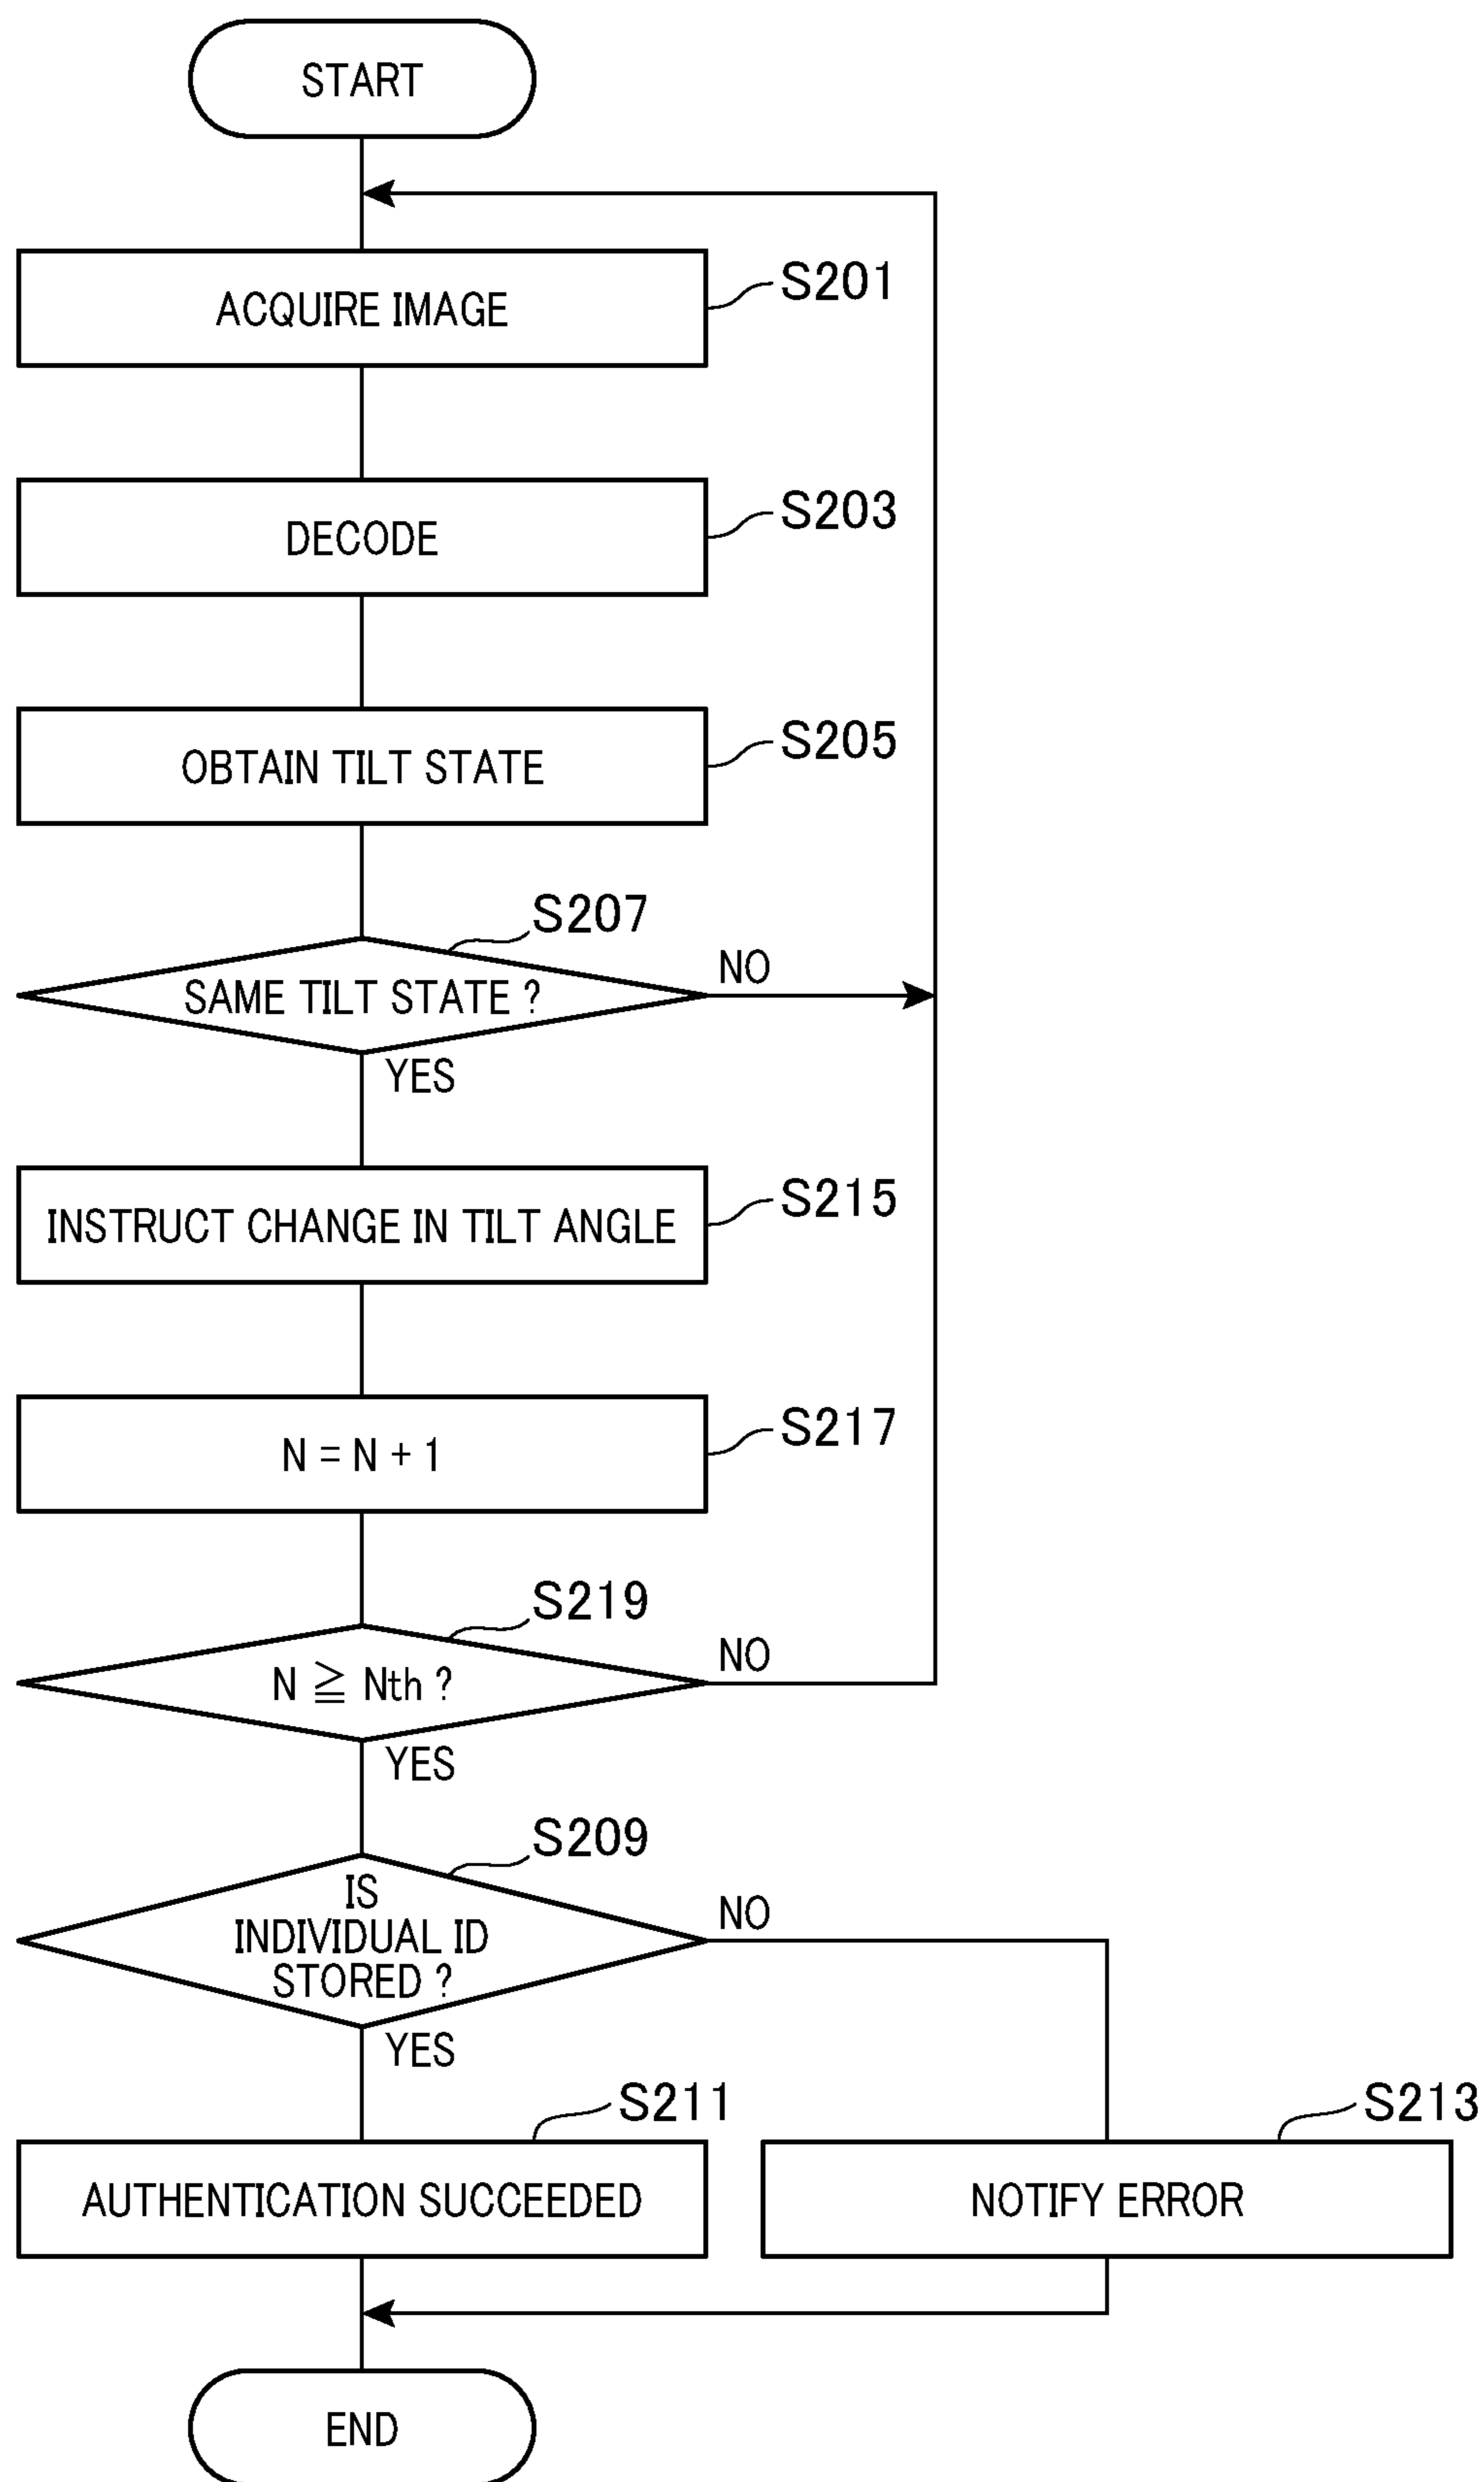 START
ACQUIRE IMAGE
S201
DECODE
S203
OBTAIN TILT STATE
S205
S207
SAME TILT STATE ?
NO
YES
INSTRUCT CHANGE IN TILT ANGLE
S215
N = N + 1
S217
S219
N ≧ Nth ?
NO
YES
S209
IS
INDIVIDUAL ID
STORED ?
NO
YES
S211
AUTHENTICATION SUCCEEDED
S213
NOTIFY ERROR
END